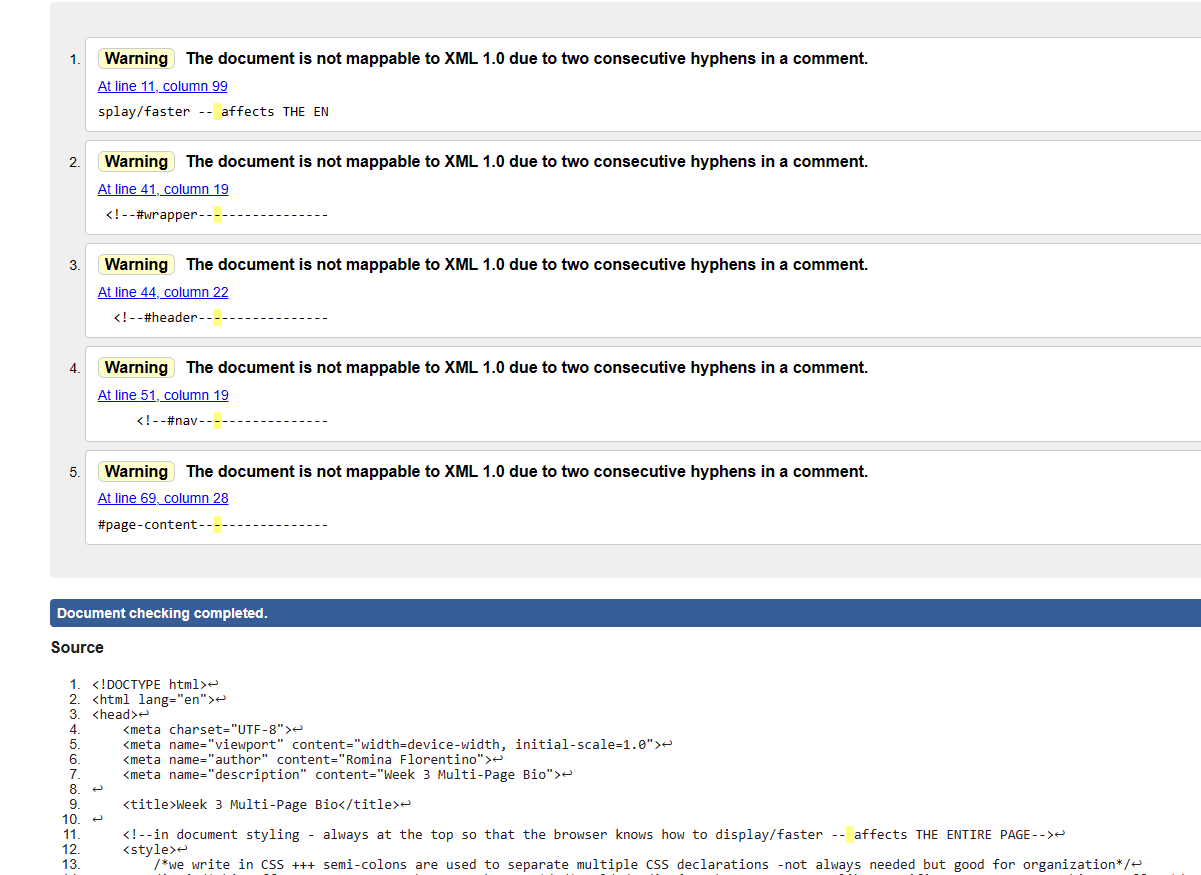 1. Warning The document is not mappable to XML 1.0 due to two consecutive hyphens in a comment.
At line 11, column 99
splay/faster -- affects THE EN
2. Warning The document is not mappable to XML 1.0 due to two consecutive hyphens in a comment.
At line 41, column 19
<!--#wrapper-----------------
3. Warning The document is not mappable to XML 1.0 due to two consecutive hyphens in a comment.
At line 44, column 22
<!--#header-----------------
4. Warning The document is not mappable to XML 1.0 due to two consecutive hyphens in a comment.
At line 51, column 19
<!--#nav-----------------
5. Warning The document is not mappable to XML 1.0 due to two consecutive hyphens in a comment.
At line 69, column 28
#page-content-----------------
Document checking completed.
Source
1. <!DOCTYPE html>↩
2. <html lang="en">↩
3. <head>↩
4. <meta charset="UTF-8">↩
5. <meta name="viewport" content="width=device-width, initial-scale=1.0">↩
6. <meta name="author" content="Romina Florentino">↩
7. <meta name="description" content="Week 3 Multi-Page Bio">↩
8. ↩
9. <title>Week 3 Multi-Page Bio</title>↩
10. ↩
11. <!--in document styling - always at the top so that the browser knows how to display/faster -- affects THE ENTIRE PAGE-->↩
12. <style>↩
13. /*we write in CSS +++ semi-colons are used to separate multiple CSS declarations -not always needed but good for organization*/↩